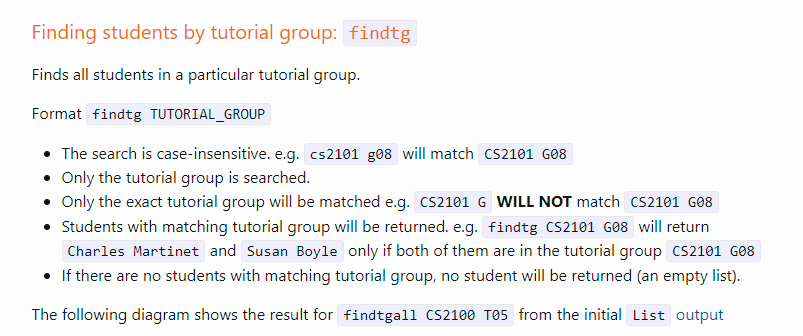 Finding students by tutorial group: findtg
Finds all students in a particular tutorial group.
Format findtg TUTORIAL_GROUP
• The search is case-insensitive. e.g. cs2101 g08 will match CS2101 G08
• Only the tutorial group is searched.
• Only the exact tutorial group will be matched e.g. CS2101 G WILL NOT match CS2101 G08
• Students with matching tutorial group will be returned. e.g. findtg CS2101 G08 will return
Charles Martinet and Susan Boyle only if both of them are in the tutorial group CS2101 G08
• If there are no students with matching tutorial group, no student will be returned (an empty list).
The following diagram shows the result for findtgall CS2100 T05 from the initial List output